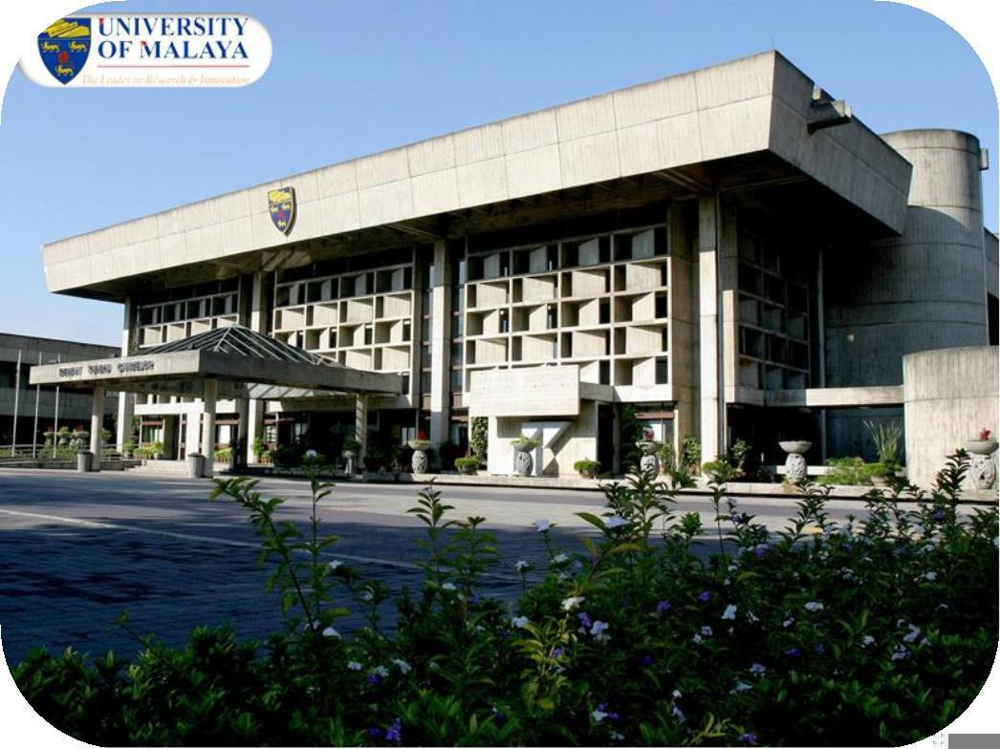 UNIVERSITY
OF MALAYA
The Leader in Research & Innovation